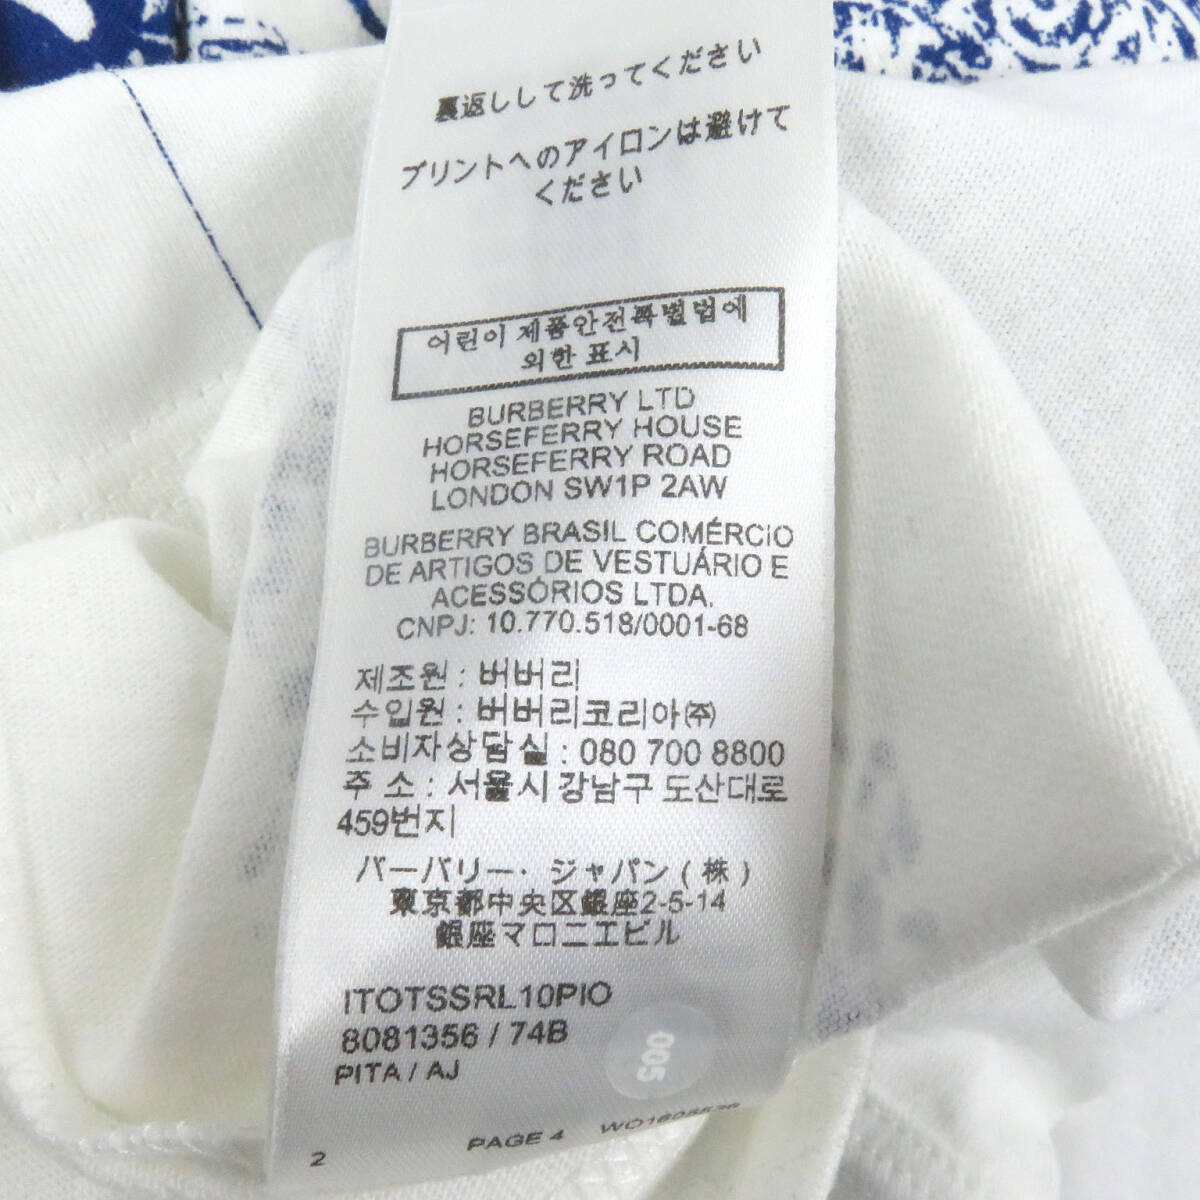 裏返しして洗ってください
プリントへのアイロンは避けて
ください
어린이 제품안전특별법에
의한 표시
BURBERRY LTD
HORSEFERRY HOUSE
HORSEFERRY ROAD
LONDON SW1P 2AW
BURBERRY BRASIL COMÉRCIO
DE ARTIGOS DE VESTUÁRIO E
ACESSÓRIOS LTDA.
CNPJ: 10.770.518/0001-68
제조원 : 버버리
수입원 : 버버리코리아㈜
소비자상담실 : 080 700 8800
주 소 : 서울시 강남구 도산대로
459번지
バーバリー・ジャパン ( 株 )
東京都中央区銀座2-5-14
銀座マロニエビル
ITOTSSRL10PIO
8081356 / 74B
PITA / AJ
005
2 PAGE 4